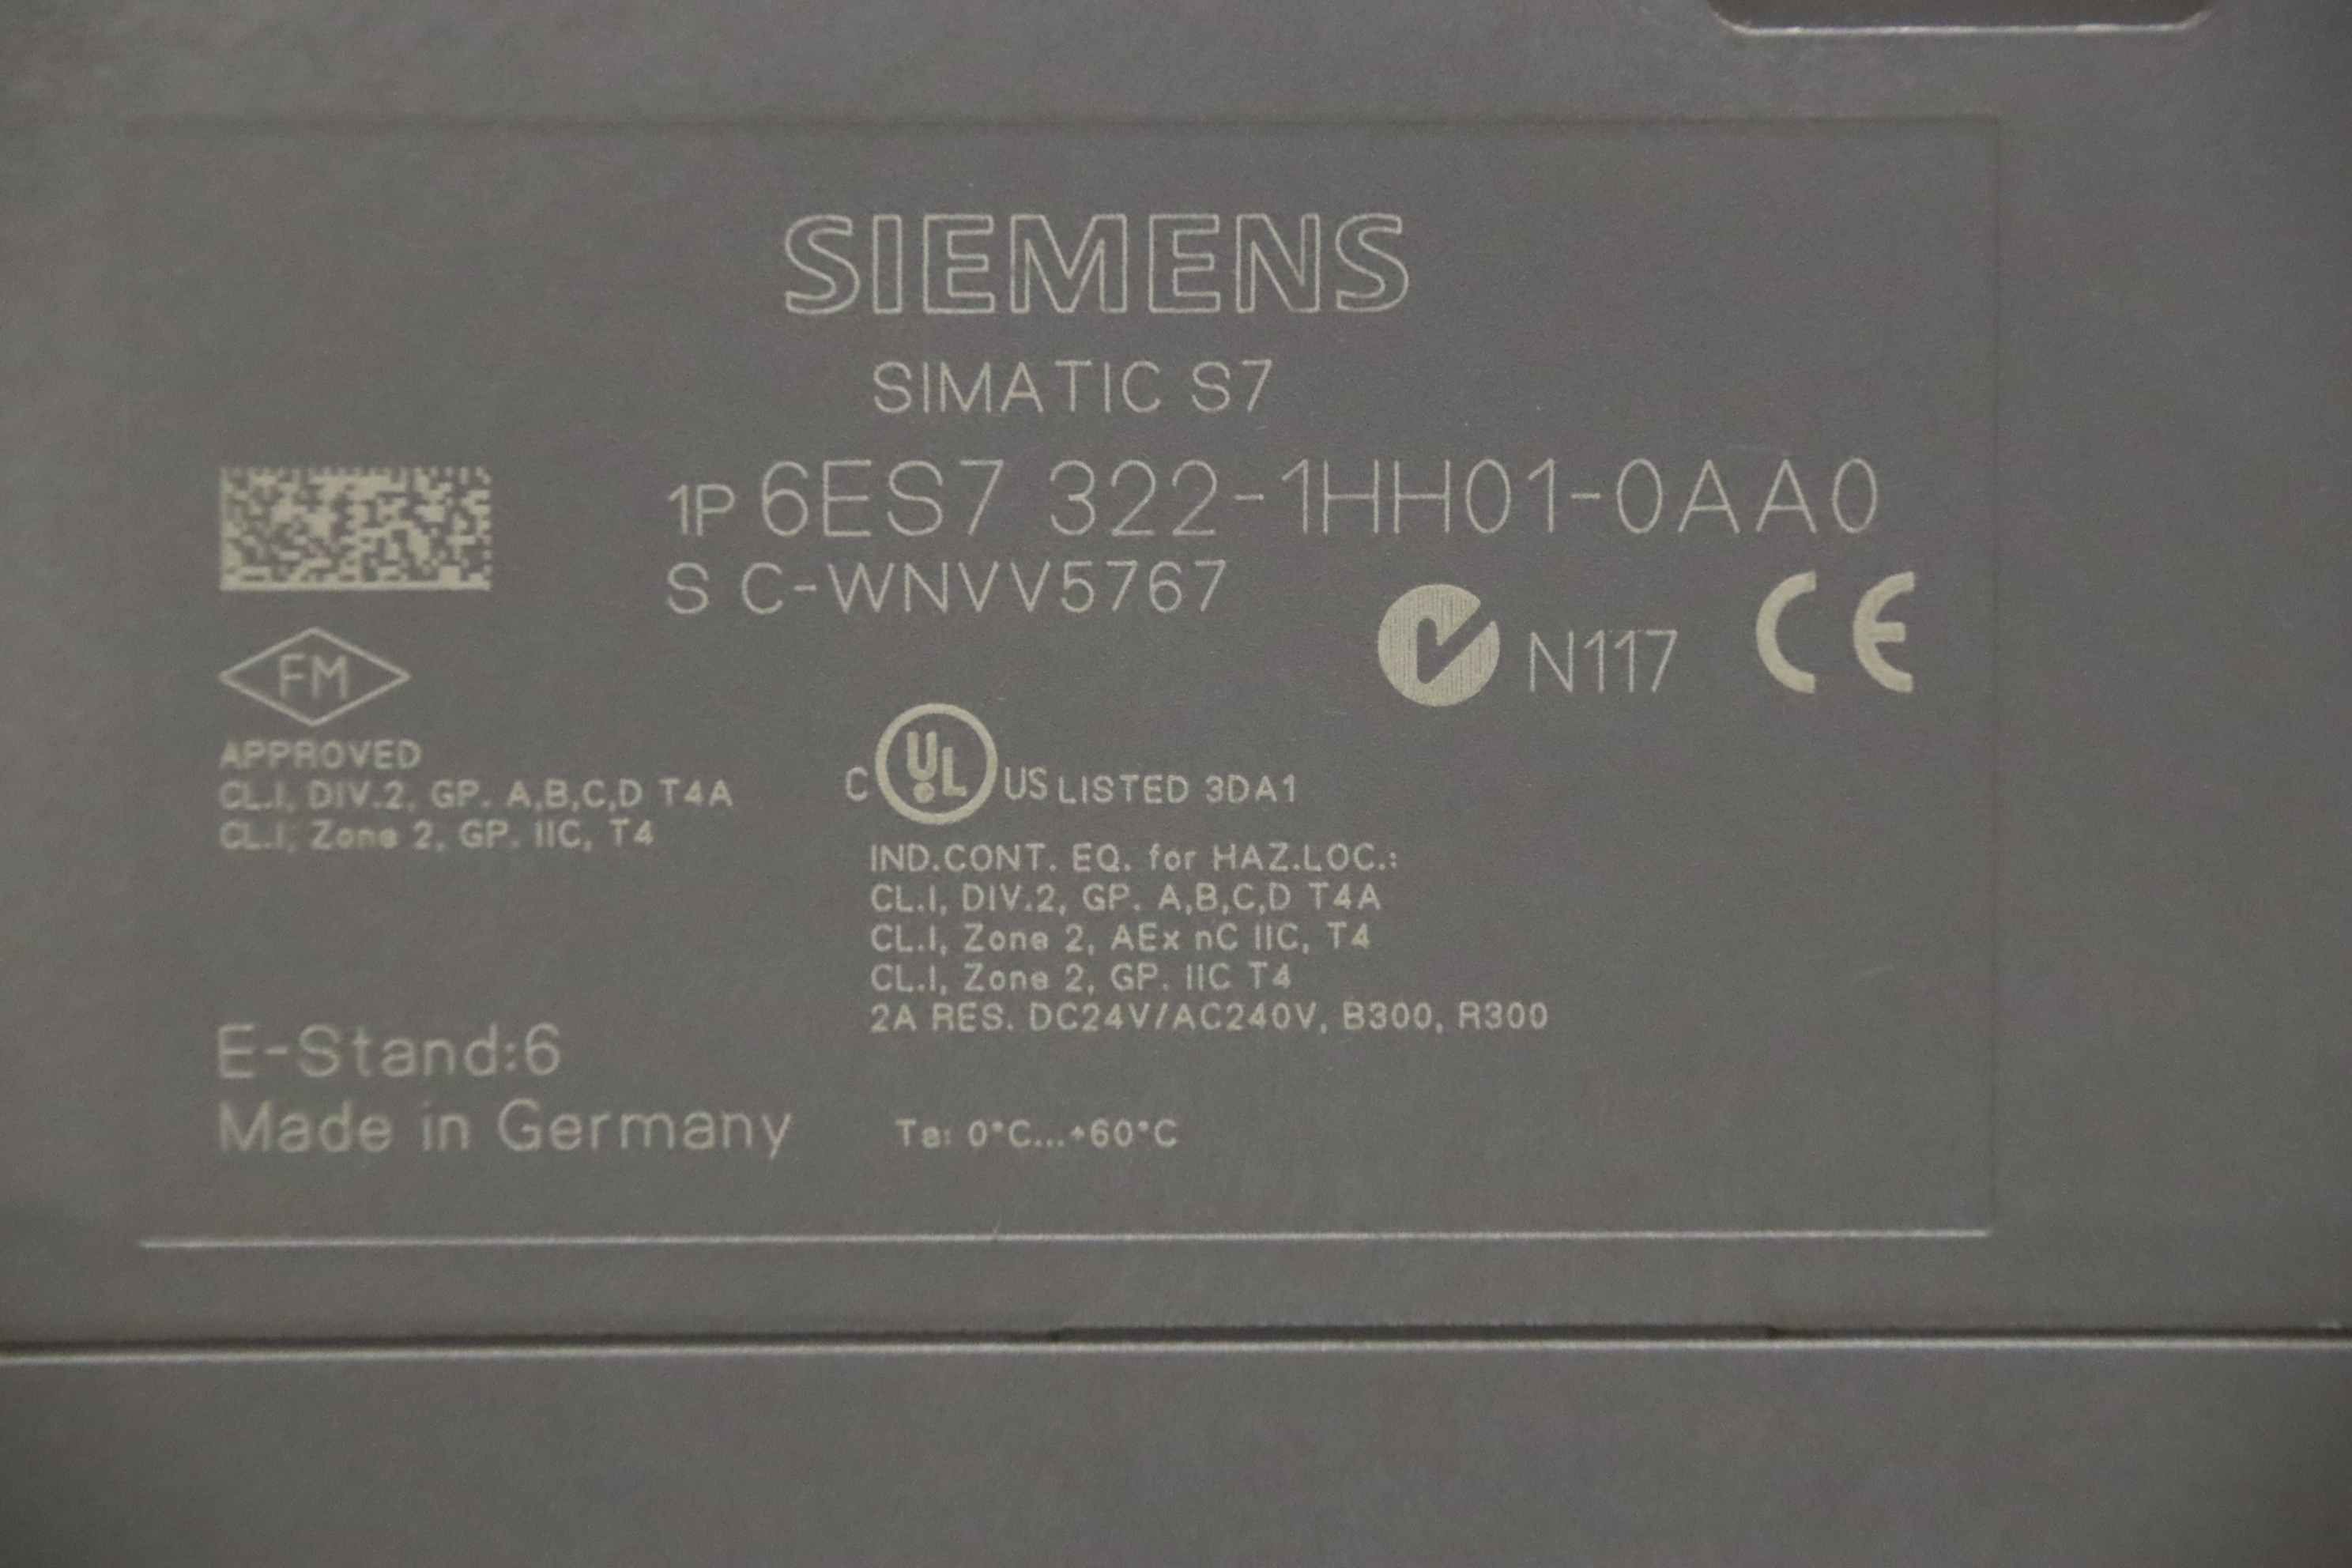 SIEMENS
SIMATIC S7
1P 6ES7 322-1HH01-0AA0
S C-WNVV5767
N117 CE
FM
APPROVED
CL.I, DIV.2, GP. A,B,C,D T4A
CL.I, Zone 2, GP. IIC, T4
C UL US LISTED 3DA1
IND.CONT. EQ. for HAZ.LOC.:
CL.I, DIV.2, GP. A,B,C,D T4A
CL.I, Zone 2, AEx nC IIC, T4
CL.I, Zone 2, GP. IIC T4
2A RES. DC24V/AC240V, B300, R300
E-Stand:6
Made in Germany
Ta: 0°C...+60°C